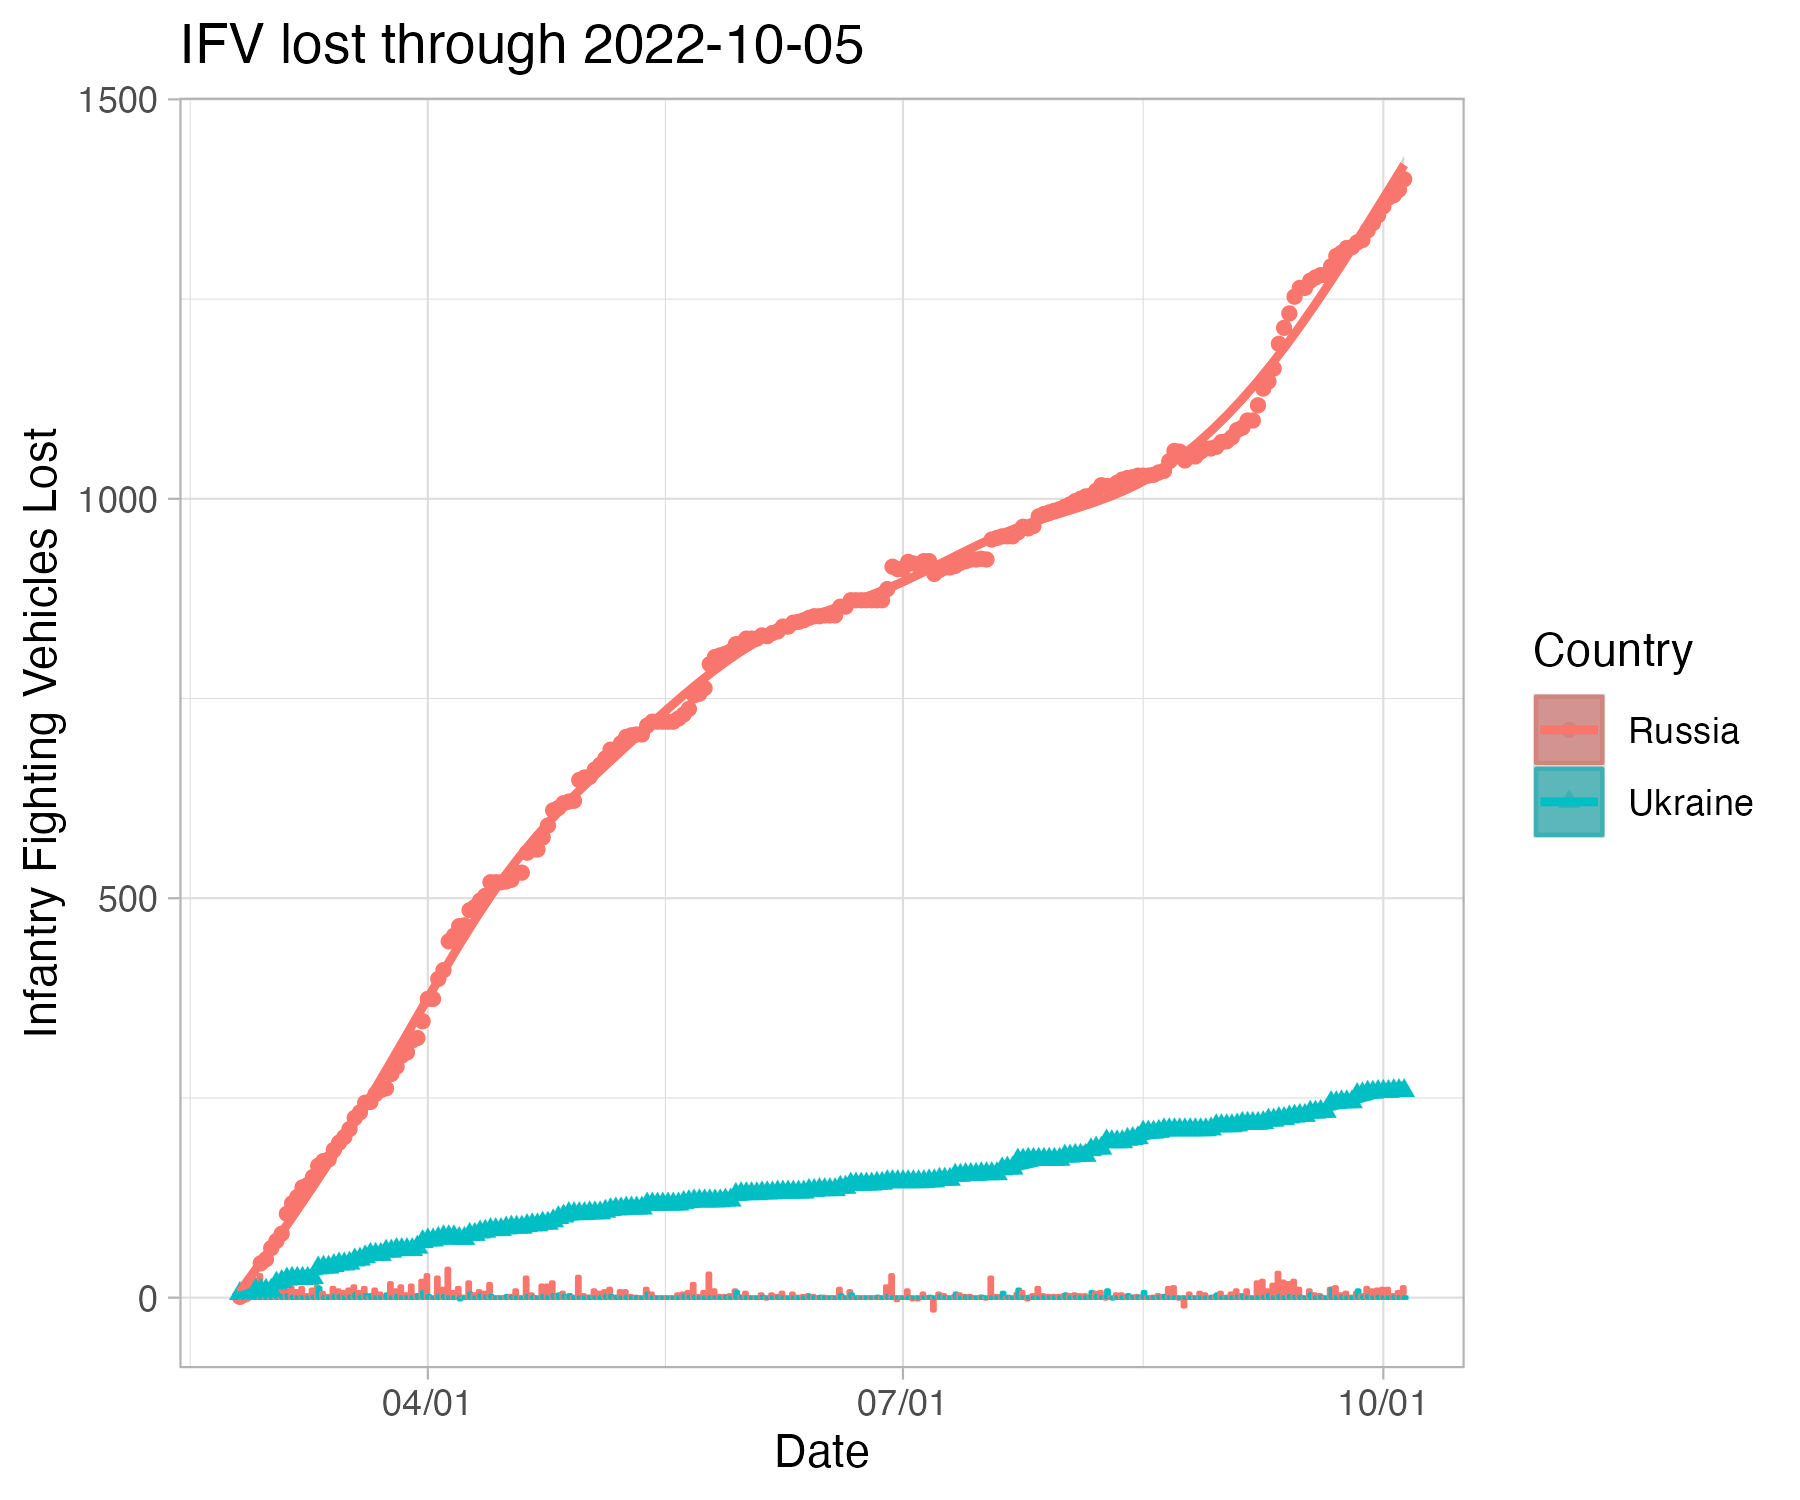 IFV lost through 2022-10-05
1500
1000
500
0
Infantry Fighting Vehicles Lost
04/01
07/01
10/01
Date
Country
Russia
Ukraine